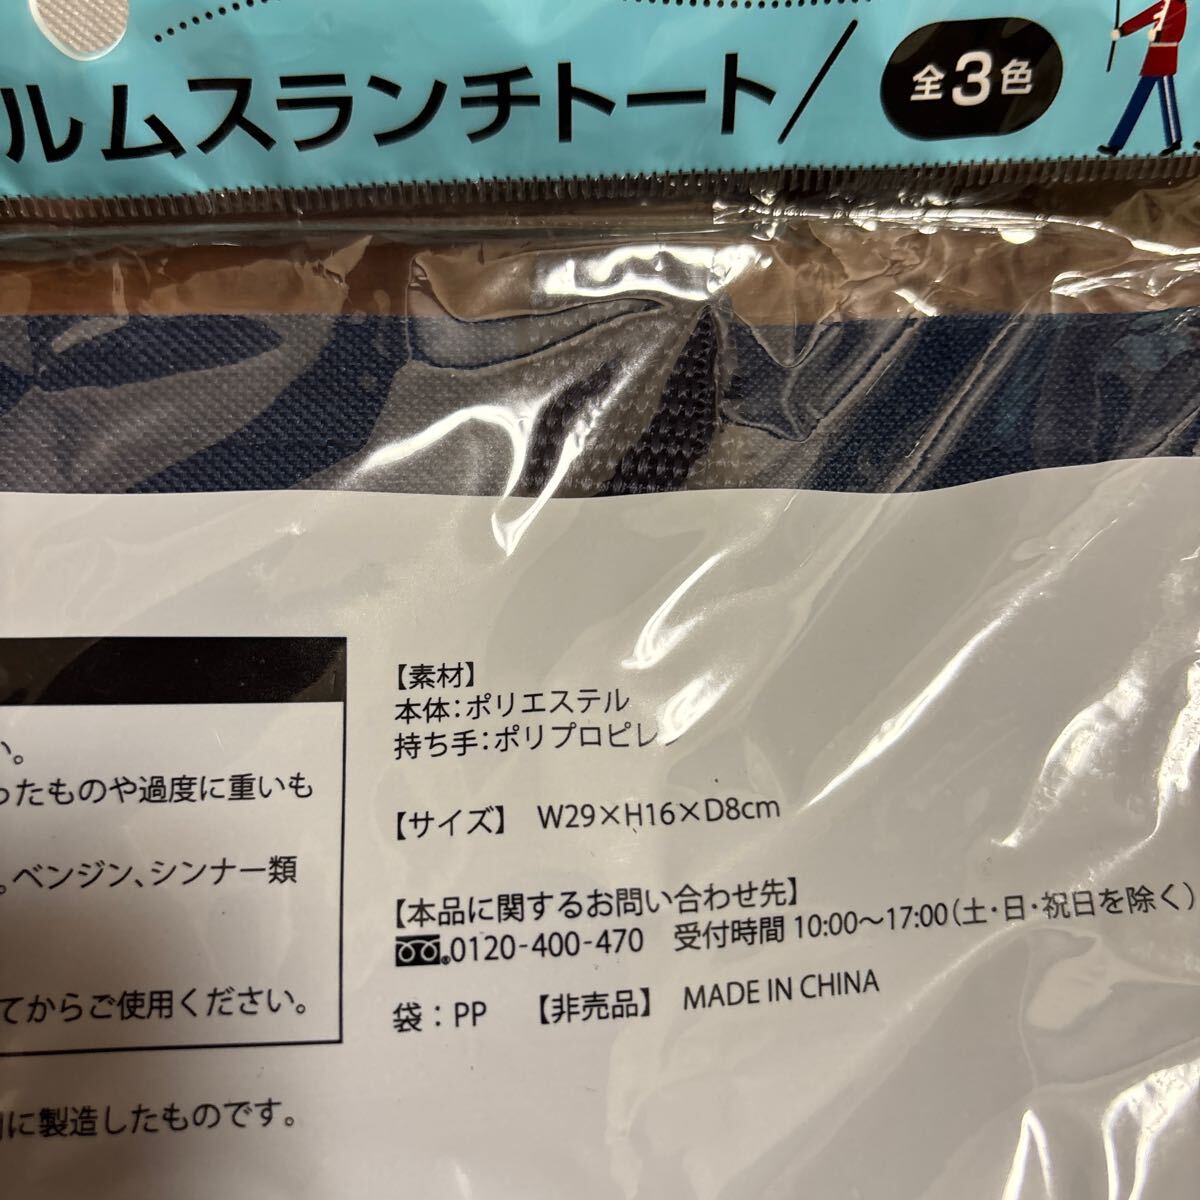 ルムスランチトート
全3色
【素材】
本体:ポリエステル
持ち手:ポリプロピレン
【サイズ】 W29×H16×D8cm
【本品に関するお問い合わせ先】
0120-400-470 受付時間 10:00～17:00(土・日・祝日を除く)
袋:PP 【非売品】 MADE IN CHINA
い。
ったものや過度に重いも
。ベンジン、シンナー類
てからご使用ください。
に製造したものです。